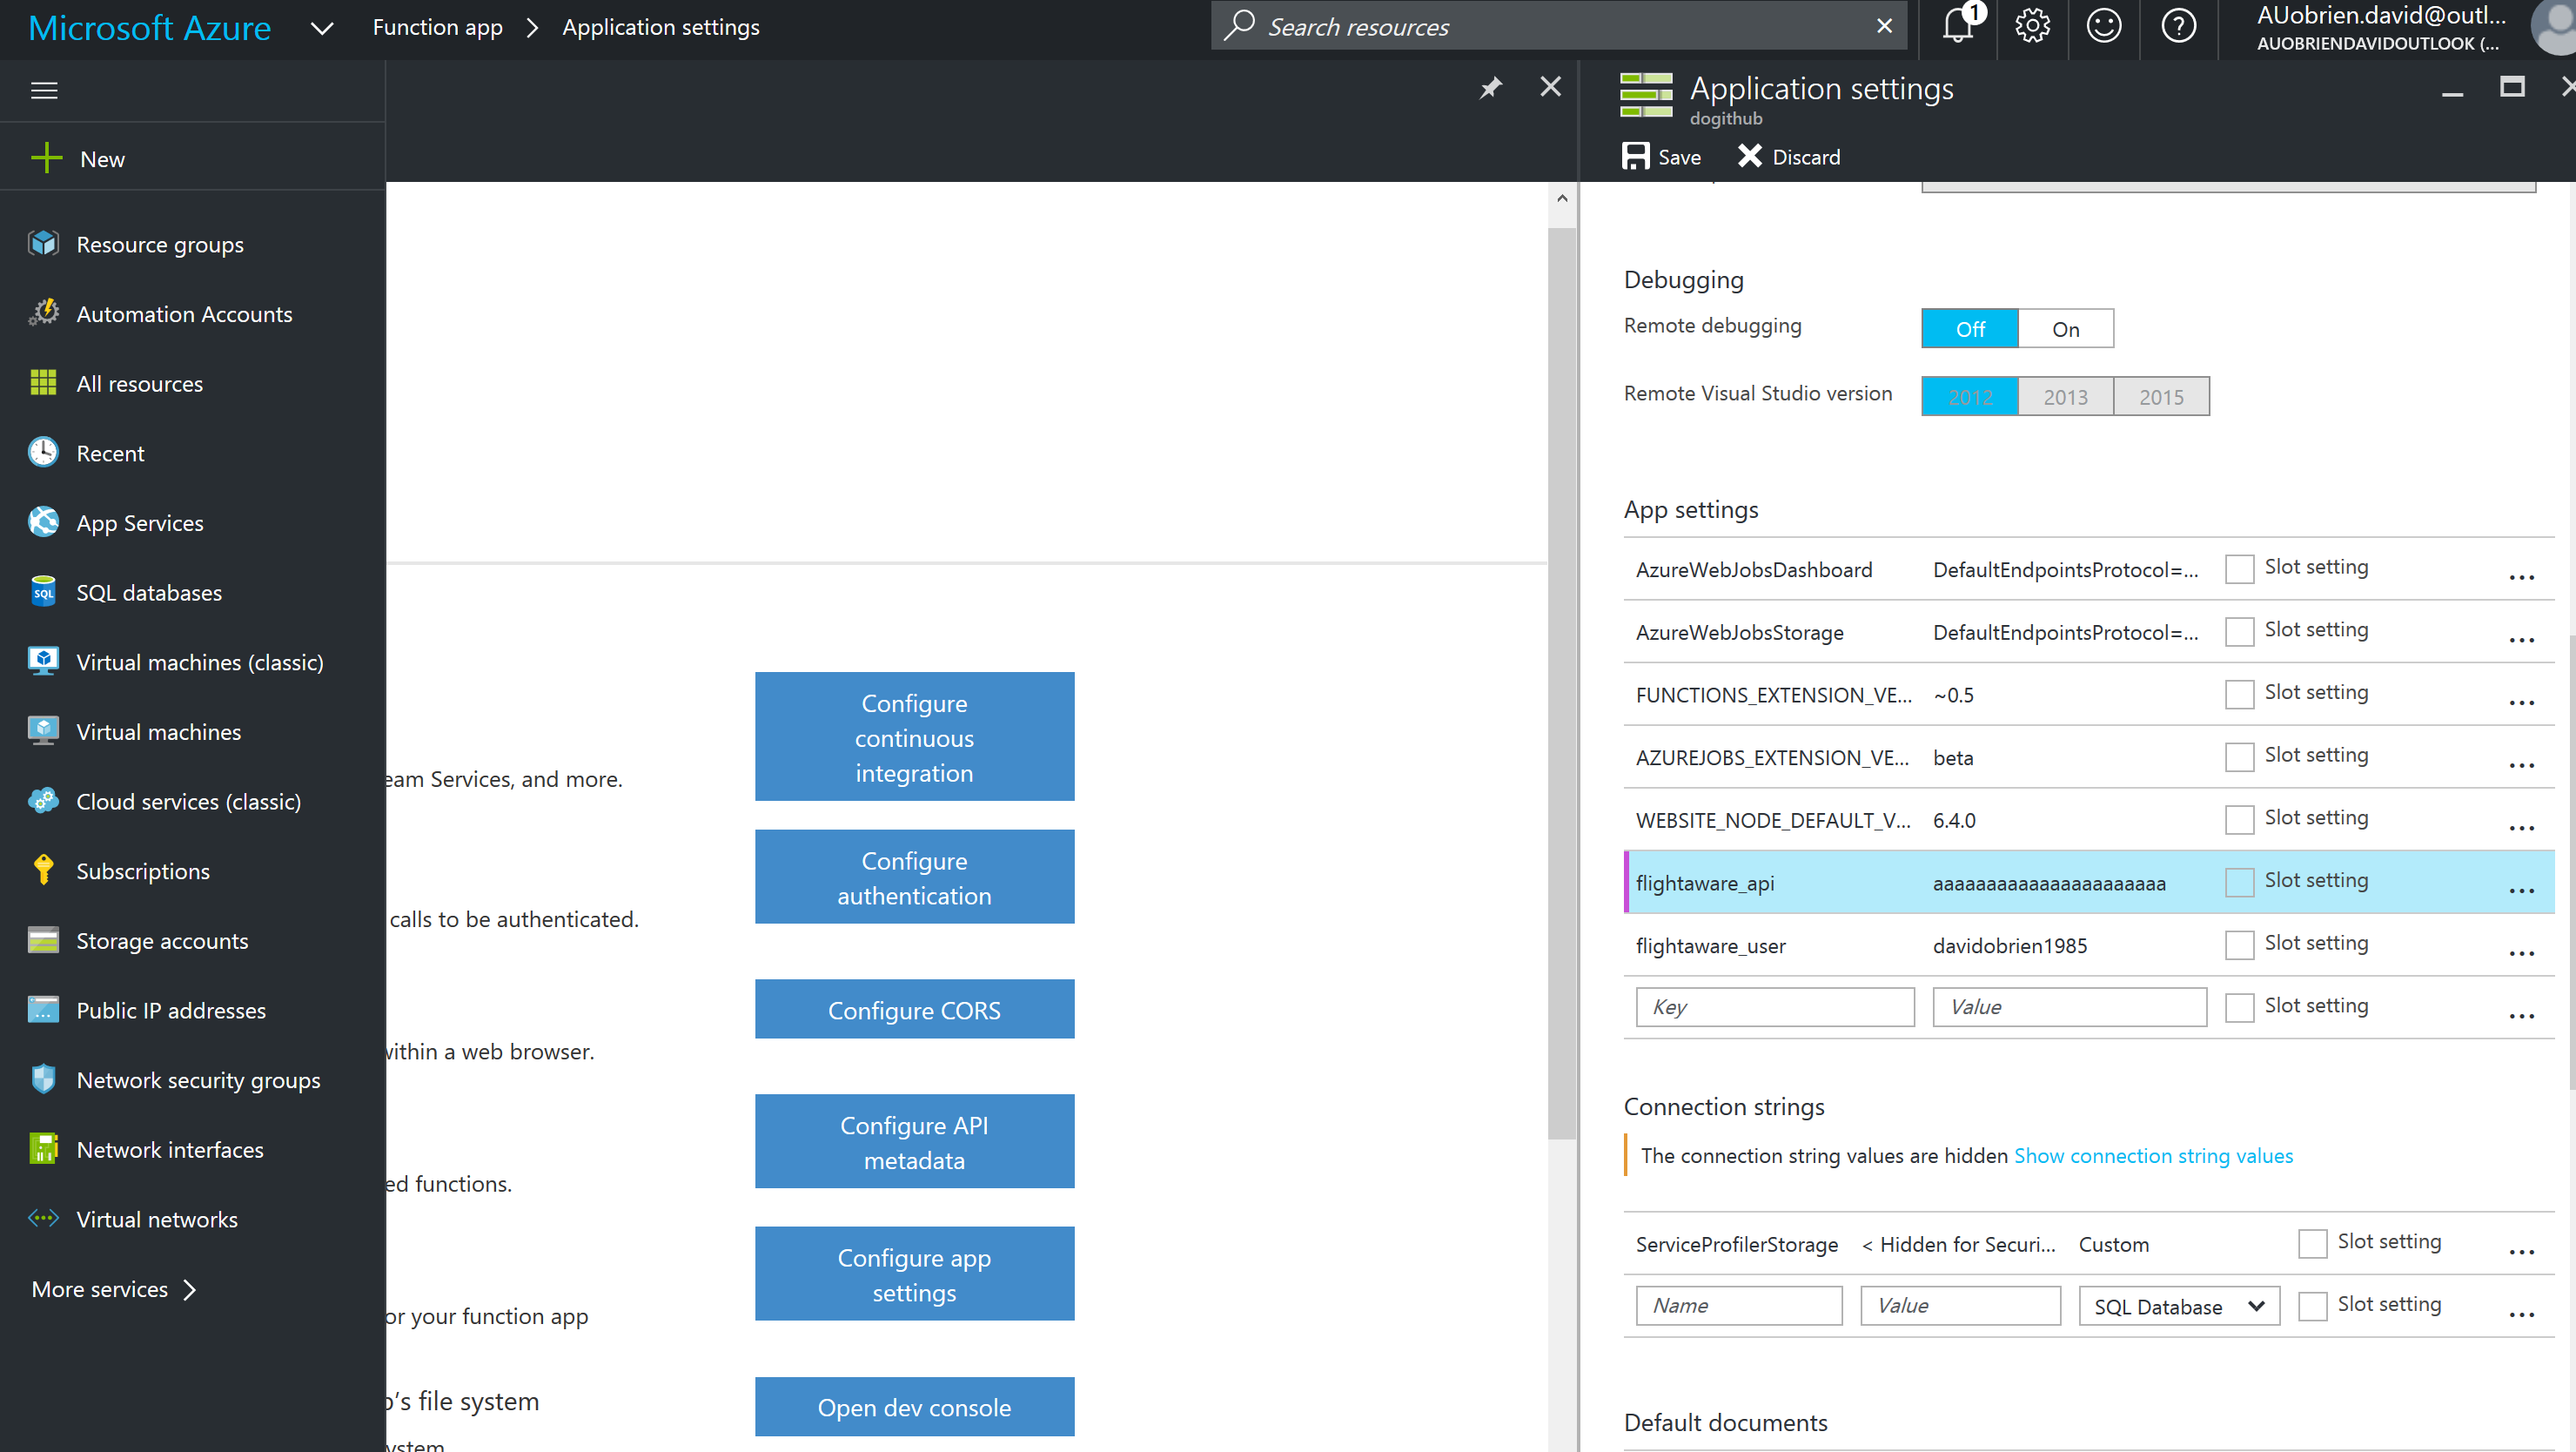 Microsoft Azure
Function app > Application settings
Search resources
1
AUobrien.david@outl...
AUOBRIENDAVIDOUTLOOK (...
New
Resource groups
Automation Accounts
All resources
Recent
App Services
SQL databases
Virtual machines (classic)
Virtual machines
Cloud services (classic)
Subscriptions
Storage accounts
Public IP addresses
Network security groups
Network interfaces
Virtual networks
More services >
Configure
continuous
integration
eam Services, and more.
Configure
authentication
calls to be authenticated.
Configure CORS
within a web browser.
Configure API
metadata
ed functions.
Configure app
settings
or your function app
's file system
Open dev console
ystem
Application settings
dogithub
Save Discard
Debugging
Remote debugging Off On
Remote Visual Studio version 2012 2013 2015
App settings
AzureWebJobsDashboard DefaultEndpointsProtocol=... Slot setting ...
AzureWebJobsStorage DefaultEndpointsProtocol=... Slot setting ...
FUNCTIONS_EXTENSION_VE... ~0.5 Slot setting ...
AZUREJOBS_EXTENSION_VE... beta Slot setting ...
WEBSITE_NODE_DEFAULT_V... 6.4.0 Slot setting ...
flightaware_api aaaaaaaaaaaaaaaaaaaaaa Slot setting ...
flightaware_user davidobrien1985 Slot setting ...
Key Value Slot setting ...
Connection strings
The connection string values are hidden Show connection string values
ServiceProfilerStorage < Hidden for Securi... Custom Slot setting ...
Name Value SQL Database Slot setting ...
Default documents